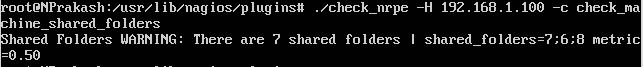 root@NPrakash:/usr/lib/nagios/plugins# ./check_nrpe -H 192.168.1.100 -c check_ma
chine_shared_folders
Shared Folders WARNING: There are 7 shared folders | shared_folders=7;6;8 metric
=0.50